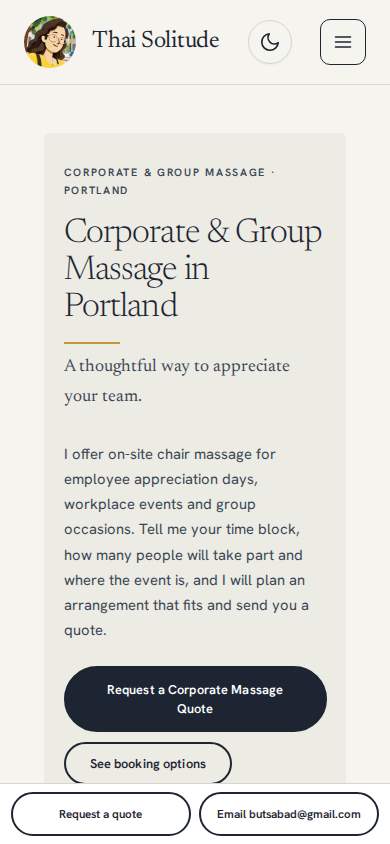 Thai Solitude
CORPORATE & GROUP MASSAGE ·
PORTLAND
Corporate & Group
Massage in
Portland
A thoughtful way to appreciate
your team.
I offer on-site chair massage for
employee appreciation days,
workplace events and group
occasions. Tell me your time block,
how many people will take part and
where the event is, and I will plan an
arrangement that fits and send you a
quote.
Request a Corporate Massage
Quote
See booking options
Request a quote
Email butsabad@gmail.com